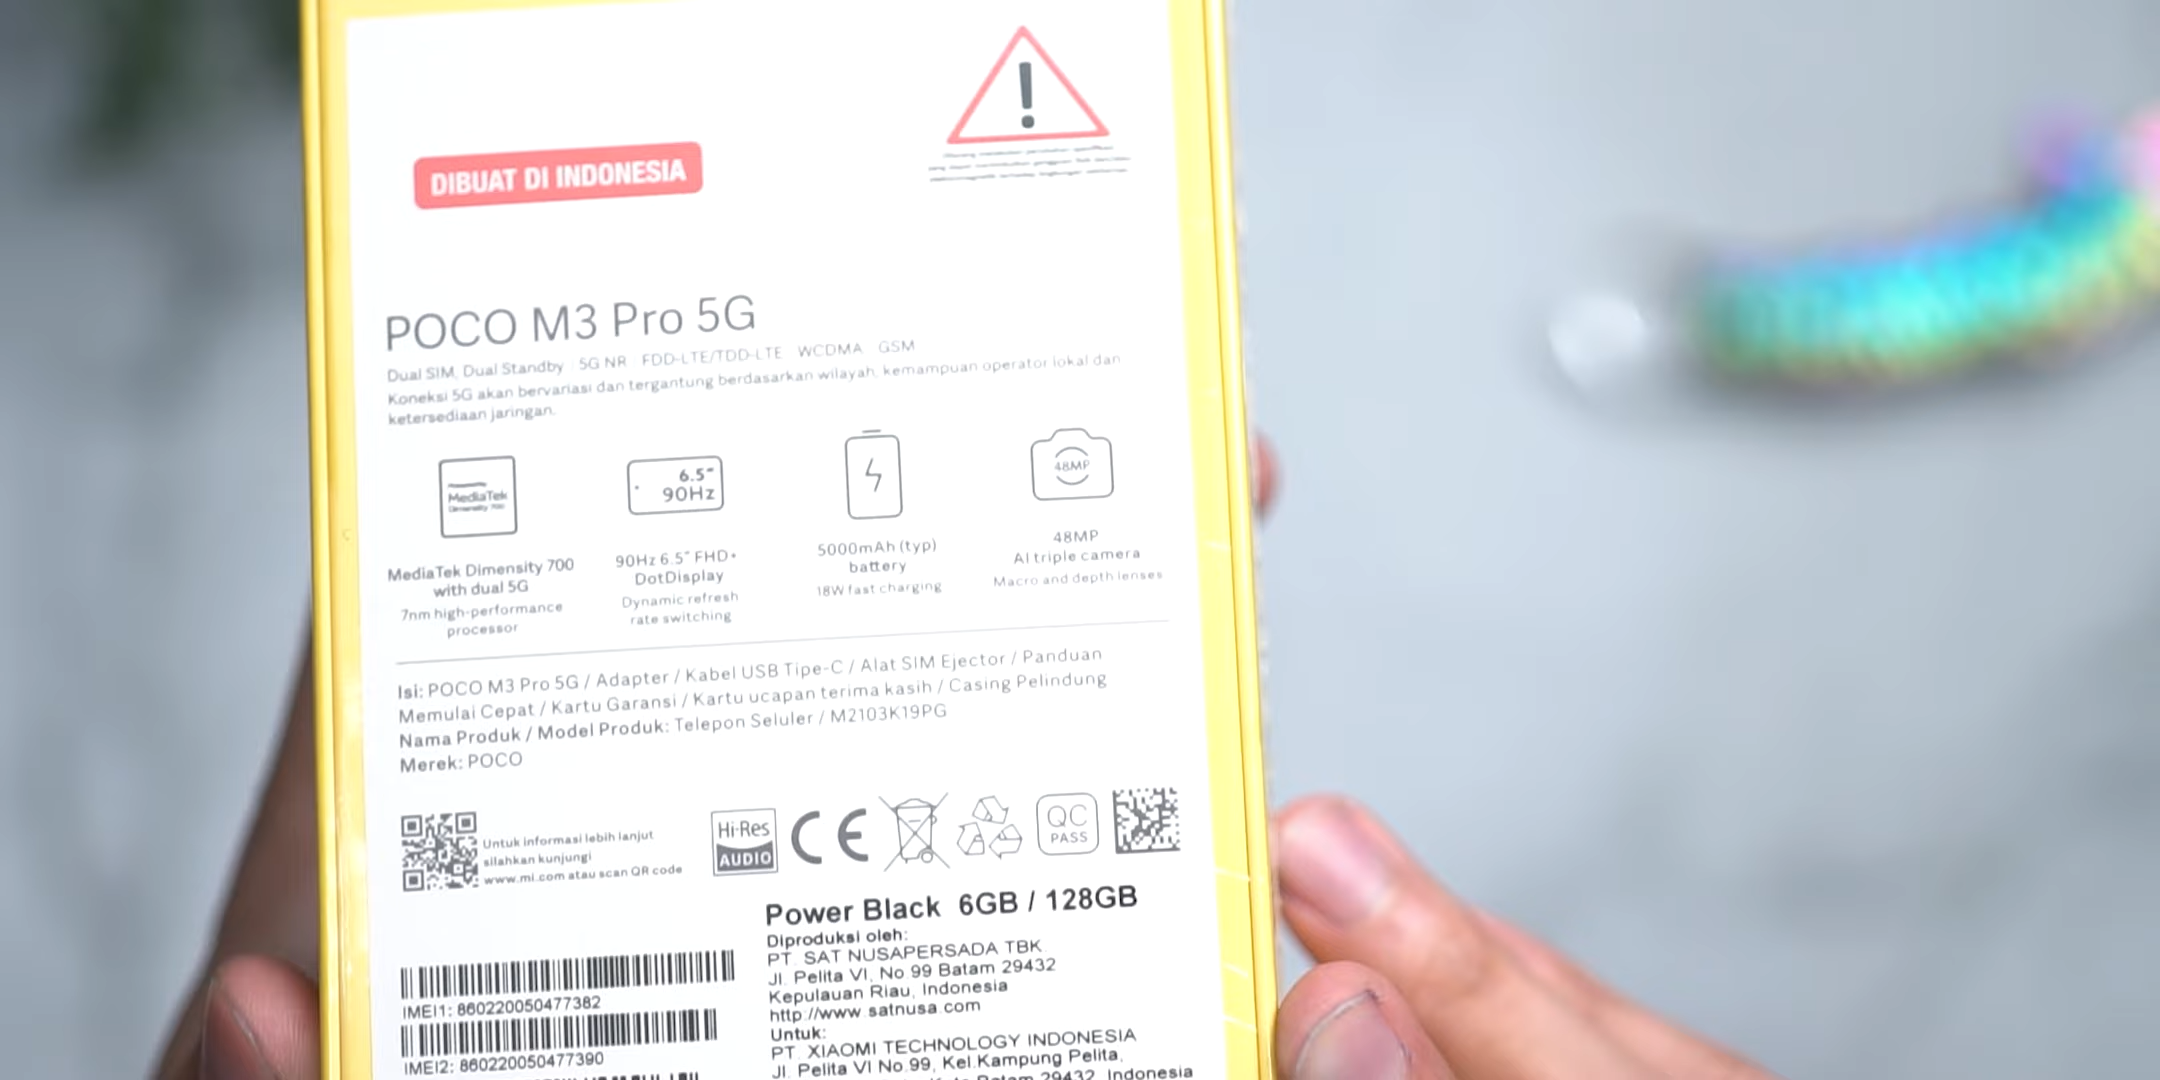 DIBUAT DI INDONESIA
POCO M3 Pro 5G
Dual SIM, Dual Standby 5G NR FDD-LTE/TDD-LTE WCDMA GSM
Koneksi 5G akan bervariasi dan tergantung berdasarkan wilayah, kemampuan operator lokal dan
ketersediaan jaringan.
MediaTek
Dimensity 700
6.5"
90Hz
48MP
MediaTek Dimensity 700
with dual 5G
7nm high-performance
processor
90Hz 6.5" FHD+
DotDisplay
Dynamic refresh
rate switching
5000mAh (typ)
battery
18W fast charging
48MP
AI triple camera
Macro and depth lenses
Isi: POCO M3 Pro 5G / Adapter / Kabel USB Tipe-C / Alat SIM Ejector / Panduan
Memulai Cepat / Kartu Garansi / Kartu ucapan terima kasih / Casing Pelindung
Nama Produk / Model Produk: Telepon Seluler / M2103K19PG
Merek: POCO
Untuk informasi lebih lanjut
silahkan kunjungi
www.mi.com atau scan QR code
Hi-Res
AUDIO
CE
QC
PASS
Power Black 6GB / 128GB
Diproduksi oleh:
PT. SAT NUSAPERSADA TBK
Jl. Pelita VI, No 99 Batam 29432
Kepulauan Riau, Indonesia
http://www.satnusa.com
Untuk:
PT. XIAOMI TECHNOLOGY INDONESIA
Jl. Pelita VI No.99, Kel.Kampung Pelita,
Batam 29432, Indonesia
IMEI1: 860220050477382
IMEI2: 860220050477390